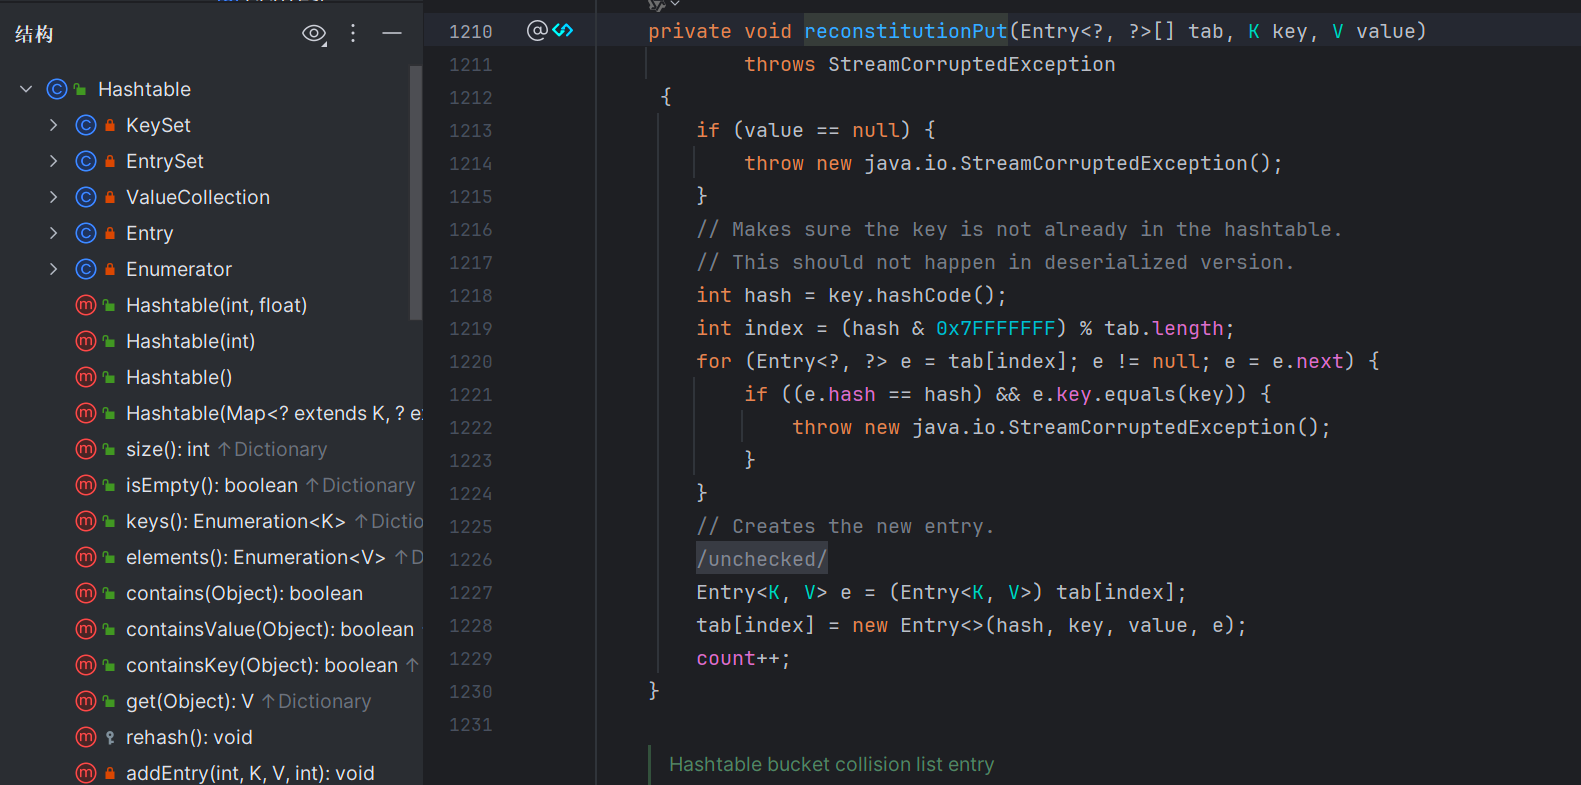 结构
Hashtable
KeySet
EntrySet
ValueCollection
Entry
Enumerator
Hashtable(int, float)
Hashtable(int)
Hashtable()
Hashtable(Map<? extends K, ? e
size(): int ↑Dictionary
isEmpty(): boolean ↑Dictionary
keys(): Enumeration<K> ↑Dictio
elements(): Enumeration<V> ↑D
contains(Object): boolean
containsValue(Object): boolean
containsKey(Object): boolean ↑
get(Object): V ↑Dictionary
rehash(): void
addEntry(int, K, V, int): void
1210 private void reconstitutionPut(Entry<?, ?>[] tab, K key, V value)
1211 throws StreamCorruptedException
1212 {
1213 if (value == null) {
1214 throw new java.io.StreamCorruptedException();
1215 }
1216 // Makes sure the key is not already in the hashtable.
1217 // This should not happen in deserialized version.
1218 int hash = key.hashCode();
1219 int index = (hash & 0x7FFFFFFF) % tab.length;
1220 for (Entry<?, ?> e = tab[index]; e != null; e = e.next) {
1221 if ((e.hash == hash) && e.key.equals(key)) {
1222 throw new java.io.StreamCorruptedException();
1223 }
1224 }
1225 // Creates the new entry.
1226 /unchecked/
1227 Entry<K, V> e = (Entry<K, V>) tab[index];
1228 tab[index] = new Entry<>(hash, key, value, e);
1229 count++;
1230 }
1231
Hashtable bucket collision list entry